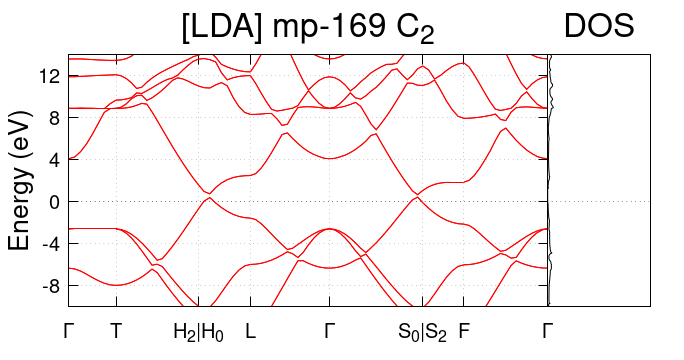 [LDA] mp-169 C2 DOS
Energy (eV)
12
8
4
0
-4
-8
Γ T H2|H0 L Γ S0|S2 F Γ